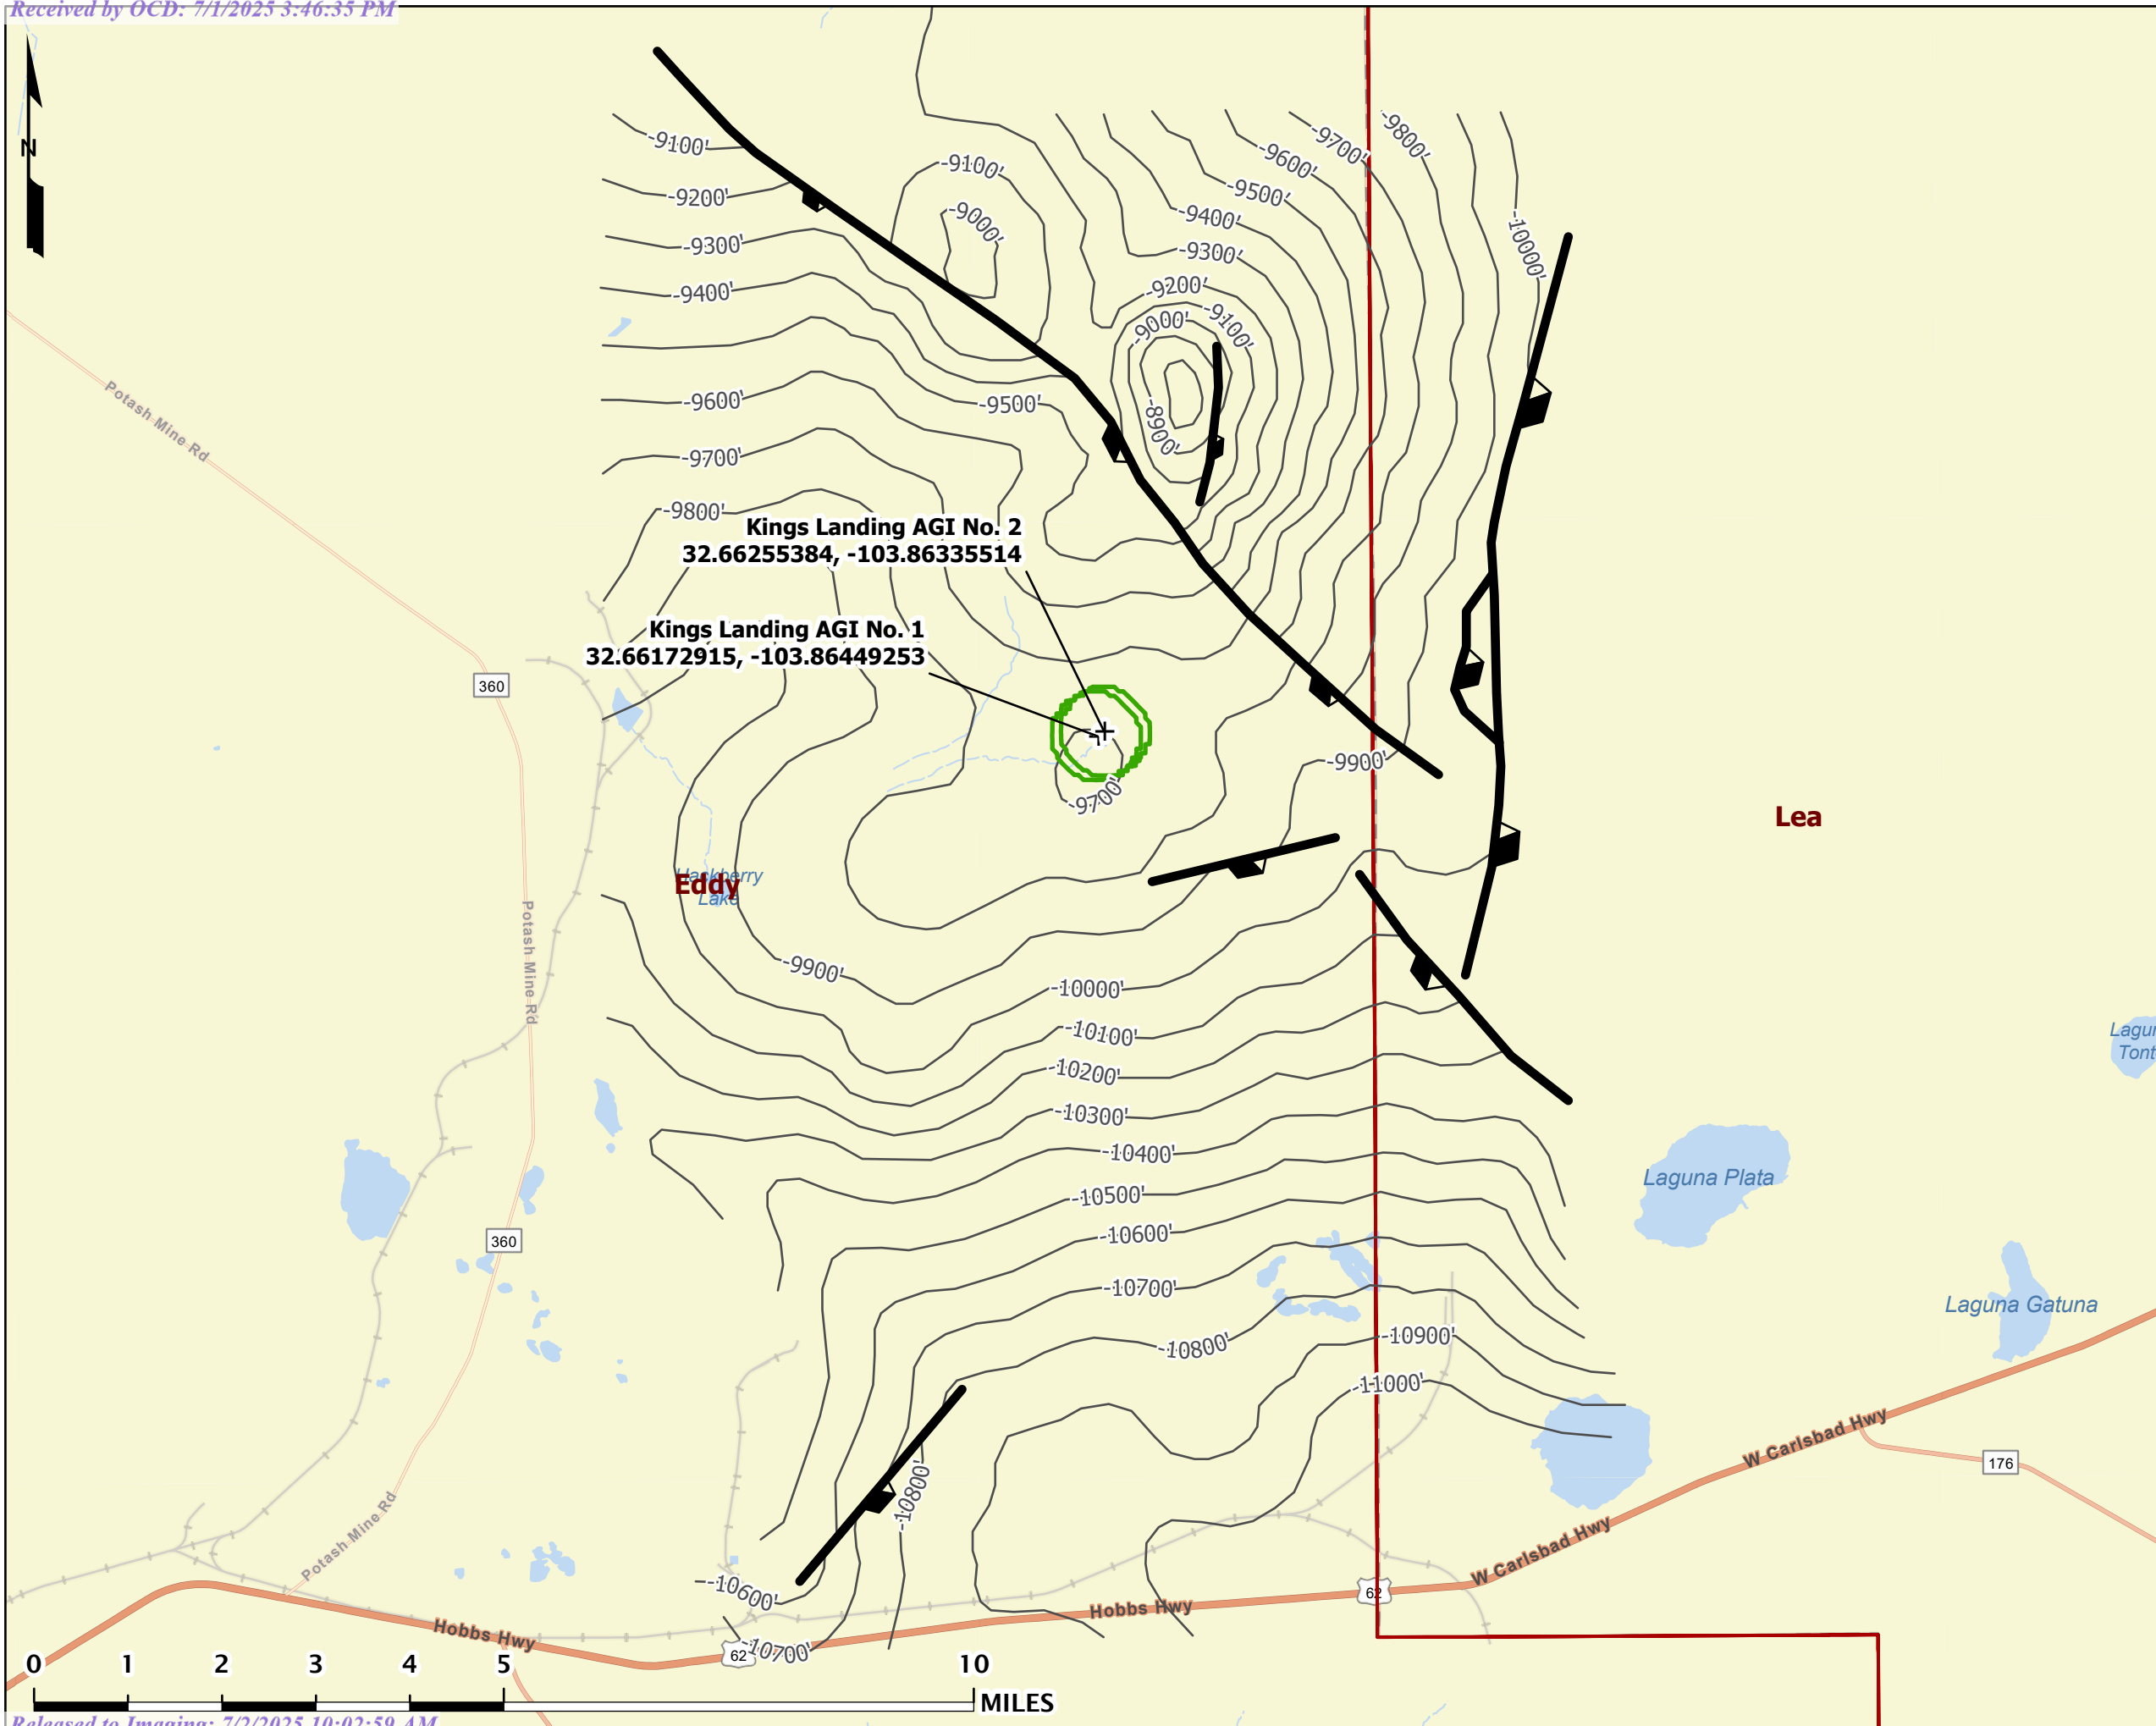 Received by OCD: 7/1/2025 3:46:35 PM
N
-9100'
-9200'
-9300'
-9400'
-9600'
-9700'
-9800'
-9100'
-9000'
-9500'
-9800'
-9700'
-9600'
-9500'
-9400'
-9300'
-9200'
-9100'
-9000'
-8900'
-10000'
Potash Mine Rd
Kings Landing AGI No. 2
32.66255384, -103.86335514
Kings Landing AGI No. 1
32.66172915, -103.86449253
360
-9700'
-9900'
Lea
Hackberry
Lake
Eddy
Potash Mine Rd
-9900'
-10000'
-10100'
-10200'
-10300'
-10400'
-10500'
-10600'
-10700'
-10800'
-10900'
-11000'
Lagun
Tont
Laguna Plata
Laguna Gatuna
360
W Carlsbad Hwy
176
W Carlsbad Hwy
-10800'
Potash Mine Rd
-10600'
-10700'
Hobbs Hwy
62
Hobbs Hwy
62
0 1 2 3 4 5 10
MILES
Released to Imaging: 7/2/2025 10:02:59 AM